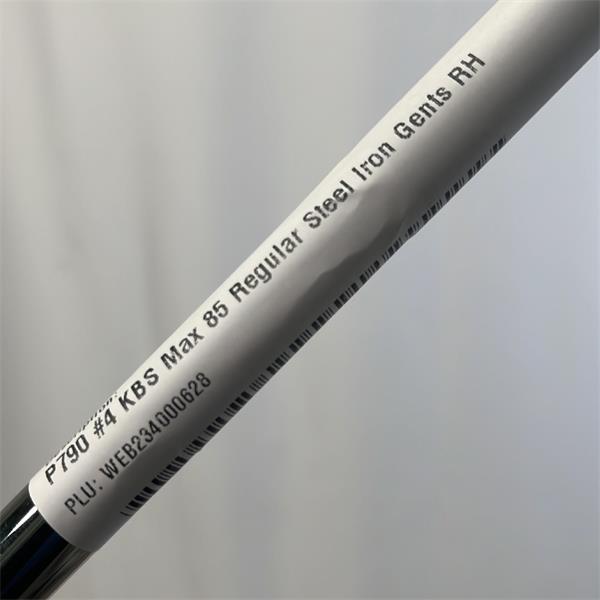 P790 #4 KBS Max 85 Regular Steel Iron Gents RH
PLU: WEB234000628